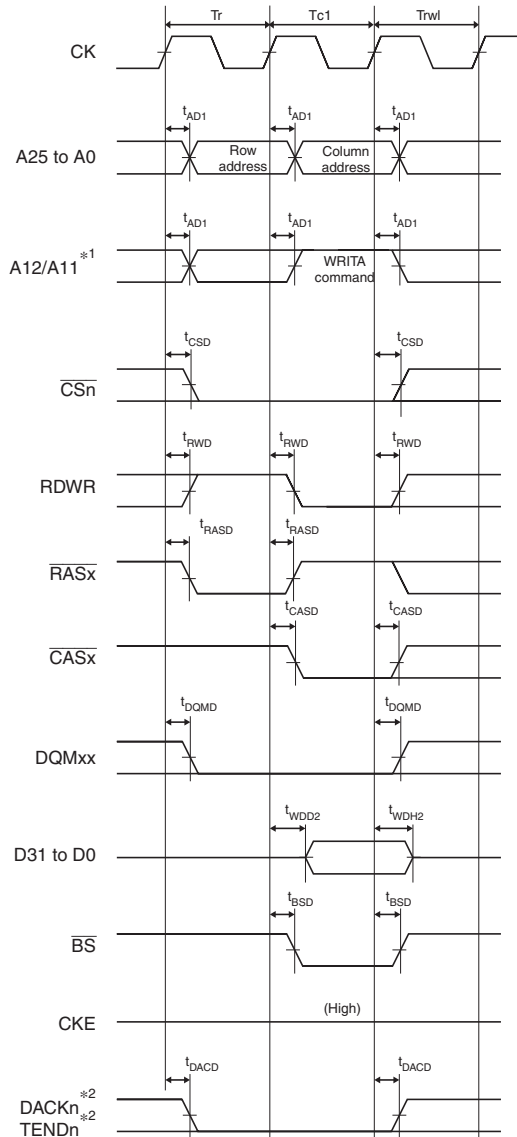 Tr Tc1 Trwl
CK
tAD1 tAD1 tAD1
A25 to A0
Row address
Column address
tAD1 tAD1 tAD1
A12/A11*1
WRITA command
tCSD tCSD
CSn
tRWD tRWD tRWD
RDWR
tRASD tRASD
RASx
tCASD tCASD
CASx
tDQMD tDQMD
DQMxx
tWDD2 tWDH2
D31 to D0
tBSD tBSD
BS
(High)
CKE
tDACD tDACD
DACKn*2
TENDn*2